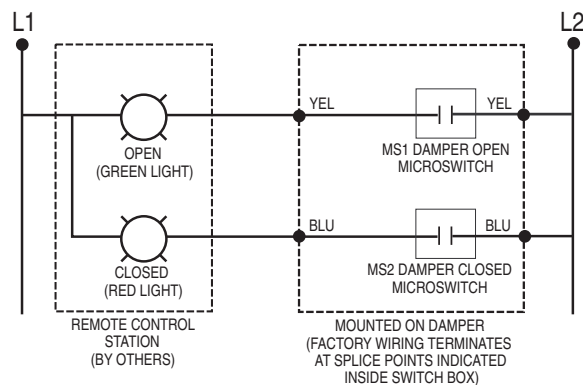 L1
L2
YEL
YEL
OPEN
(GREEN LIGHT)
MS1 DAMPER OPEN
MICROSWITCH
BLU
BLU
CLOSED
(RED LIGHT)
MS2 DAMPER CLOSED
MICROSWITCH
REMOTE CONTROL
STATION
(BY OTHERS)
MOUNTED ON DAMPER
(FACTORY WIRING TERMINATES
AT SPLICE POINTS INDICATED
INSIDE SWITCH BOX)